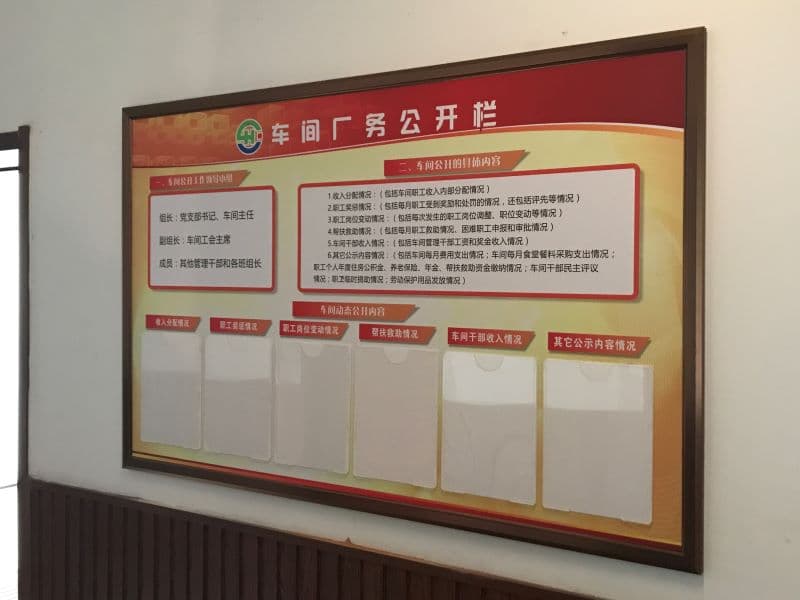 车间厂务公开栏
一、车间公开工作领导小组
组长：党支部书记、车间主任
副组长：车间工会主席
成员：其他管理干部和各班组长
二、车间公开的具体内容
1.收入分配情况：（包括车间职工收入内部分配情况）
2.职工奖惩情况：（包括每月职工受到奖励和处罚的情况，还包括评先等情况）
3.职工岗位变动情况：（包括每次发生的职工岗位调整、职位变动等情况）
4.帮扶救助情况：（包括每月职工救助情况、困难职工申报和审批情况）
5.车间干部收入情况：（包括车间管理干部工资和奖金收入情况）
6.其它公示内容情况：（包括车间每月费用支出情况；车间每月食堂餐料采购支出情况；
职工个人年度住房公积金、养老保险、年金、帮扶救助资金缴纳情况；车间干部民主评议
情况；职工临时捐助情况；劳动保护用品发放情况）
车间动态公开内容
收入分配情况
职工奖惩情况
职工岗位变动情况
帮扶救助情况
车间干部收入情况
其它公示内容情况